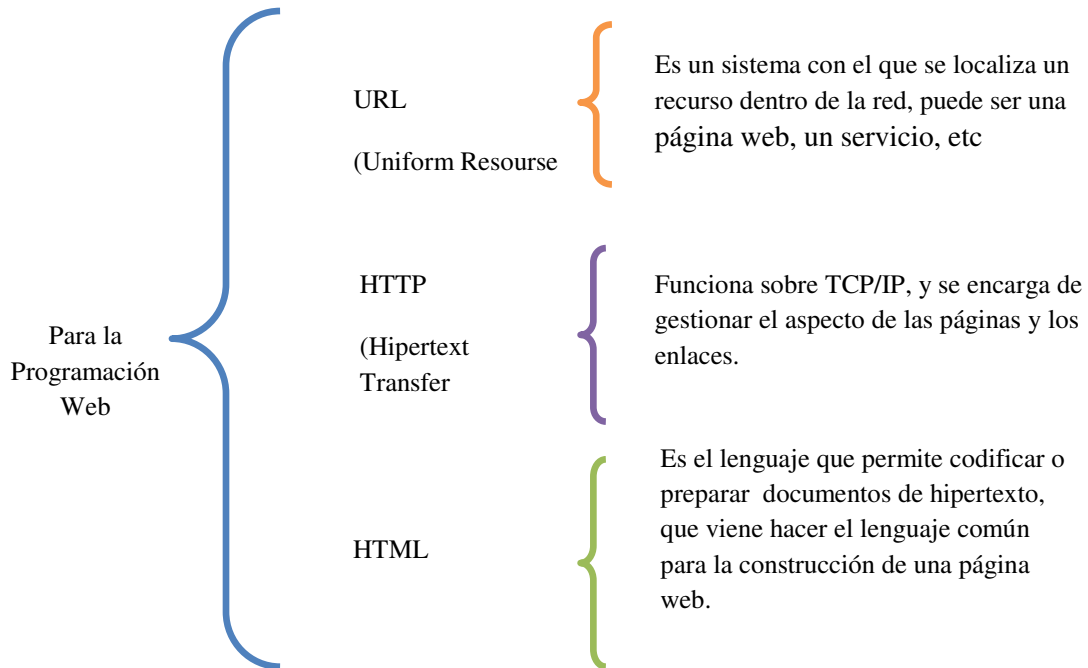 Para la
Programación
Web
URL
(Uniform Resourse
Es un sistema con el que se localiza un
recurso dentro de la red, puede ser una
página web, un servicio, etc
HTTP
(Hipertext
Transfer
Funciona sobre TCP/IP, y se encarga de
gestionar el aspecto de las páginas y los
enlaces.
HTML
Es el lenguaje que permite codificar o
preparar documentos de hipertexto,
que viene hacer el lenguaje común
para la construcción de una página
web.